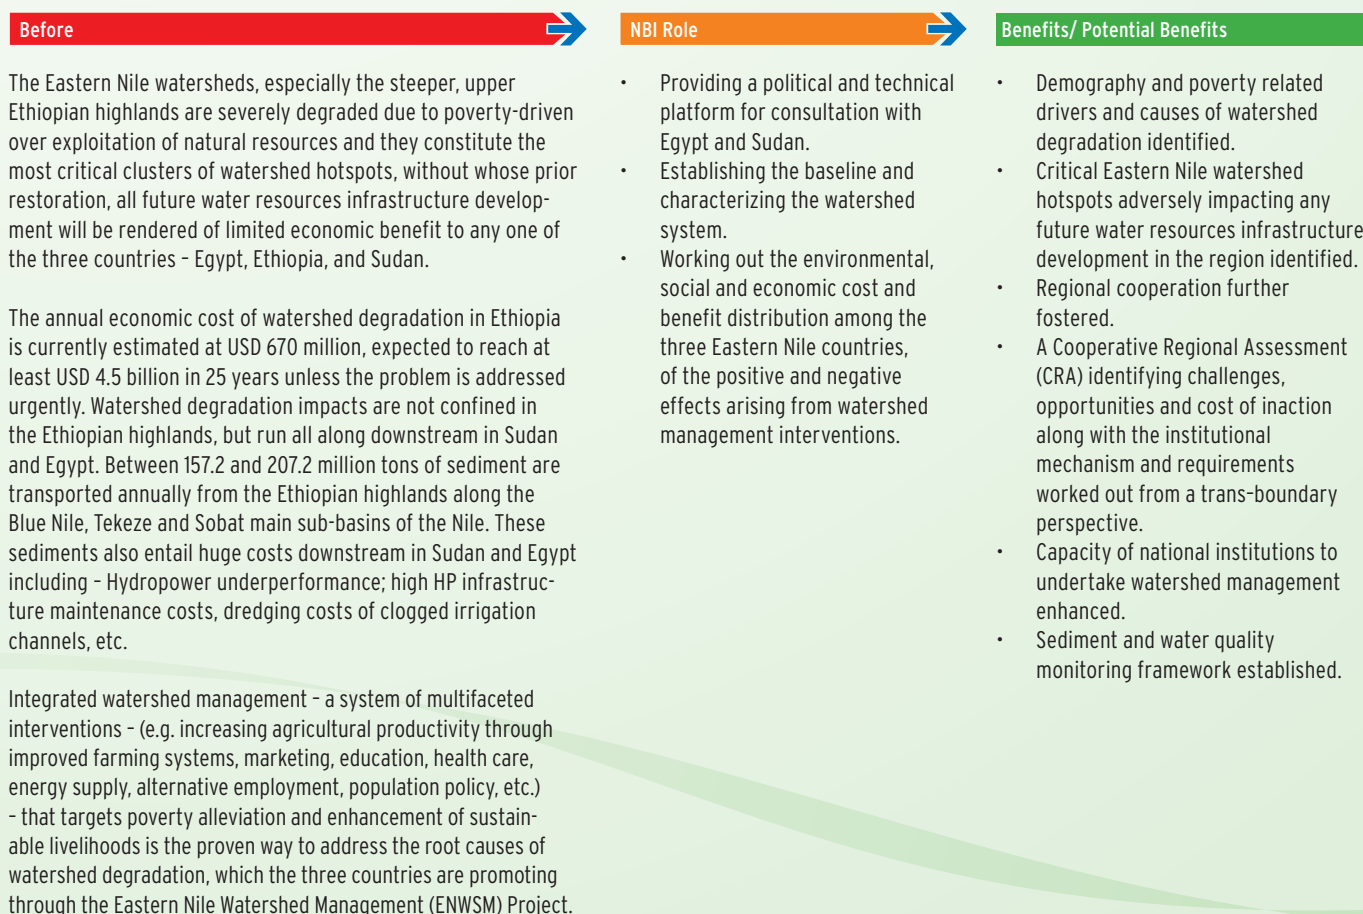 Before
The Eastern Nile watersheds, especially the steeper, upper
Ethiopian highlands are severely degraded due to poverty-driven
over exploitation of natural resources and they constitute the
most critical clusters of watershed hotspots, without whose prior
restoration, all future water resources infrastructure develop-
ment will be rendered of limited economic benefit to any one of
the three countries – Egypt, Ethiopia, and Sudan.
The annual economic cost of watershed degradation in Ethiopia
is currently estimated at USD 670 million, expected to reach at
least USD 4.5 billion in 25 years unless the problem is addressed
urgently. Watershed degradation impacts are not confined in
the Ethiopian highlands, but run all along downstream in Sudan
and Egypt. Between 157.2 and 207.2 million tons of sediment are
transported annually from the Ethiopian highlands along the
Blue Nile, Tekeze and Sobat main sub-basins of the Nile. These
sediments also entail huge costs downstream in Sudan and Egypt
including – Hydropower underperformance; high HP infrastruc-
ture maintenance costs, dredging costs of clogged irrigation
channels, etc.
Integrated watershed management – a system of multifaceted
interventions – (e.g. increasing agricultural productivity through
improved farming systems, marketing, education, health care,
energy supply, alternative employment, population policy, etc.)
– that targets poverty alleviation and enhancement of sustain-
able livelihoods is the proven way to address the root causes of
watershed degradation, which the three countries are promoting
through the Eastern Nile Watershed Management (ENWSM) Project.
NBI Role
• Providing a political and technical
platform for consultation with
Egypt and Sudan.
• Establishing the baseline and
characterizing the watershed
system.
• Working out the environmental,
social and economic cost and
benefit distribution among the
three Eastern Nile countries,
of the positive and negative
effects arising from watershed
management interventions.
Benefits/ Potential Benefits
• Demography and poverty related
drivers and causes of watershed
degradation identified.
• Critical Eastern Nile watershed
hotspots adversely impacting any
future water resources infrastructure
development in the region identified.
• Regional cooperation further
fostered.
• A Cooperative Regional Assessment
(CRA) identifying challenges,
opportunities and cost of inaction
along with the institutional
mechanism and requirements
worked out from a trans-boundary
perspective.
• Capacity of national institutions to
undertake watershed management
enhanced.
• Sediment and water quality
monitoring framework established.